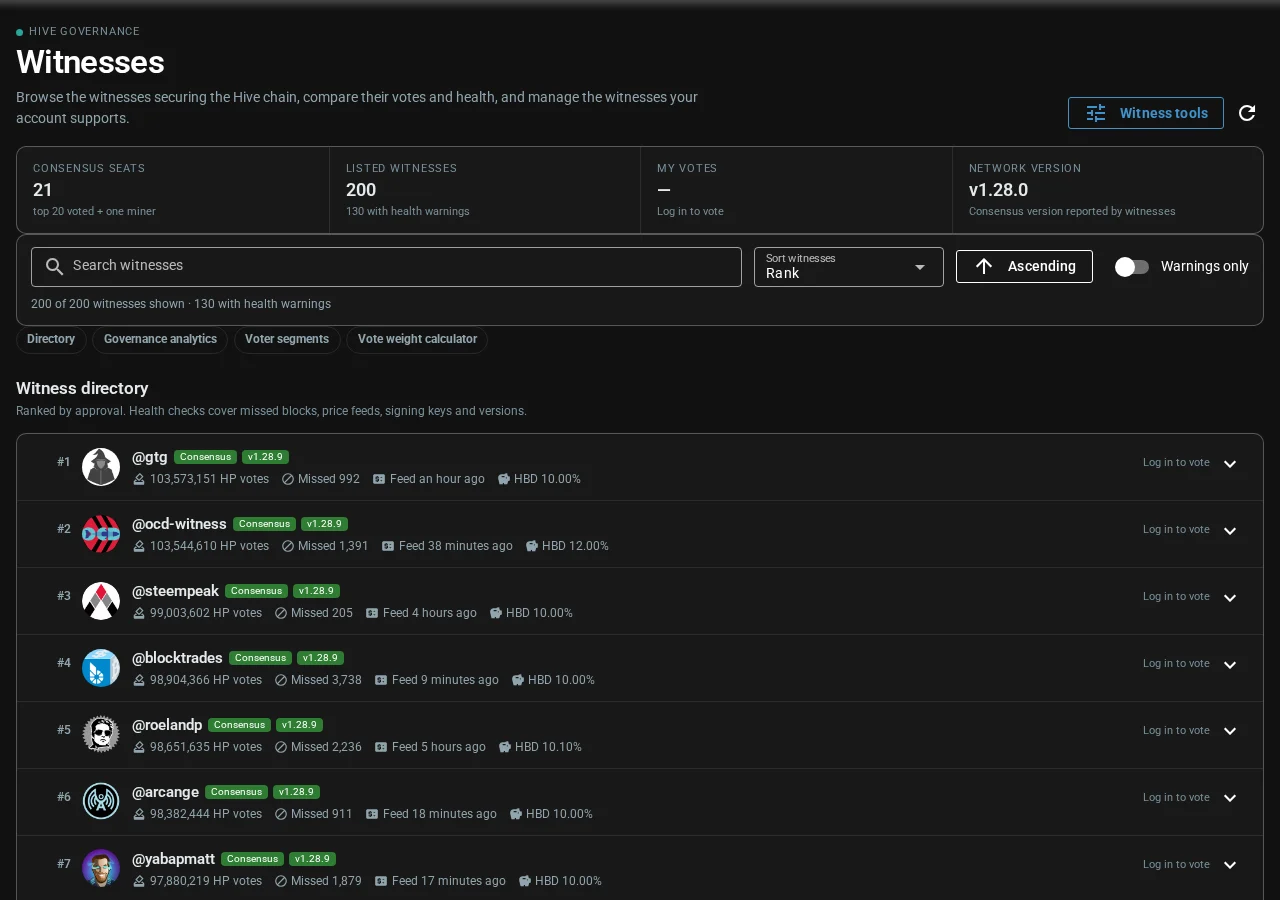 HIVE GOVERNANCE
Witnesses
Browse the witnesses securing the Hive chain, compare their votes and health, and manage the witnesses your
account supports.
Witness tools
CONSENSUS SEATS
21
top 20 voted + one miner
LISTED WITNESSES
200
130 with health warnings
MY VOTES
—
Log in to vote
NETWORK VERSION
v1.28.0
Consensus version reported by witnesses
Search witnesses
Sort witnesses
Rank
Ascending
Warnings only
200 of 200 witnesses shown · 130 with health warnings
Directory
Governance analytics
Voter segments
Vote weight calculator
Witness directory
Ranked by approval. Health checks cover missed blocks, price feeds, signing keys and versions.
#1 @gtg Consensus v1.28.9
103,573,151 HP votes Missed 992 Feed an hour ago HBD 10.00%
Log in to vote
#2 OCD @ocd-witness Consensus v1.28.9
103,544,610 HP votes Missed 1,391 Feed 38 minutes ago HBD 12.00%
Log in to vote
#3 @steempeak Consensus v1.28.9
99,003,602 HP votes Missed 205 Feed 4 hours ago HBD 10.00%
Log in to vote
#4 @blocktrades Consensus v1.28.9
98,904,366 HP votes Missed 3,738 Feed 9 minutes ago HBD 10.00%
Log in to vote
#5 @roelandp Consensus v1.28.9
98,651,635 HP votes Missed 2,236 Feed 5 hours ago HBD 10.10%
Log in to vote
#6 @arcange Consensus v1.28.9
98,382,444 HP votes Missed 911 Feed 18 minutes ago HBD 10.00%
Log in to vote
#7 @yabapmatt Consensus v1.28.9
97,880,219 HP votes Missed 1,879 Feed 17 minutes ago HBD 10.00%
Log in to vote